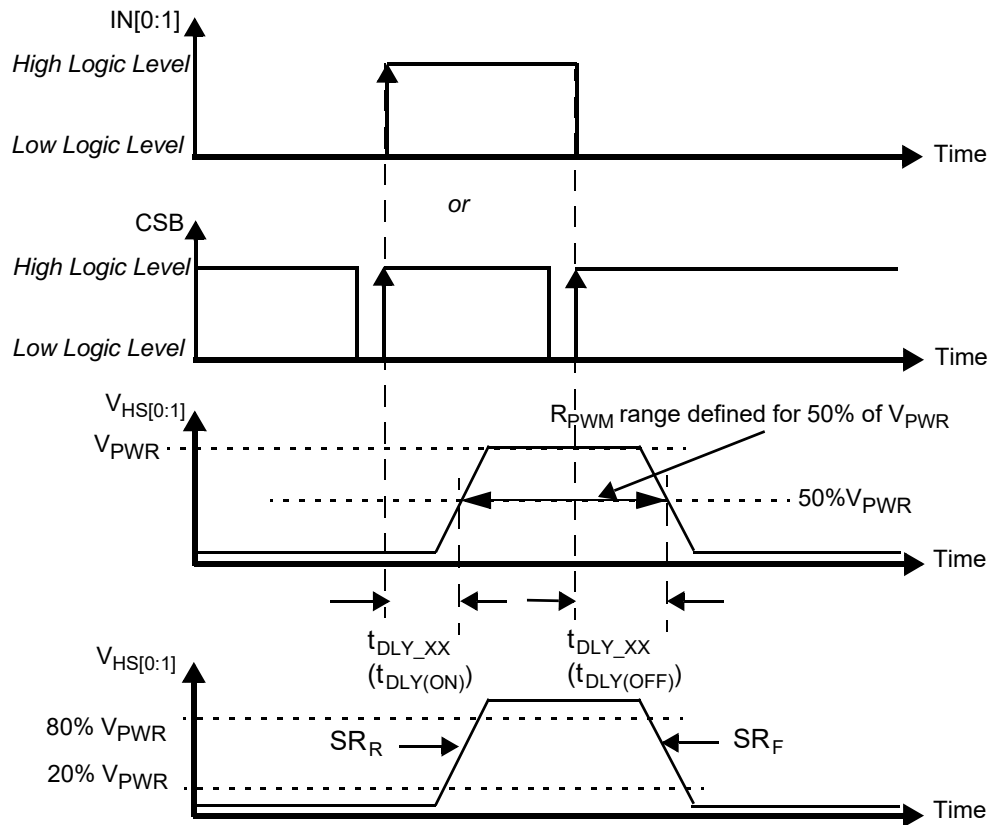 IN[0:1]
High Logic Level
Low Logic Level
Time
or
CSB
High Logic Level
Low Logic Level
Time
VHS[0:1]
RPWM range defined for 50% of VPWR
VPWR
50%VPWR
Time
tDLY_XX
(tDLY(ON))
tDLY_XX
(tDLY(OFF))
VHS[0:1]
80% VPWR
SRR
SRF
20% VPWR
Time